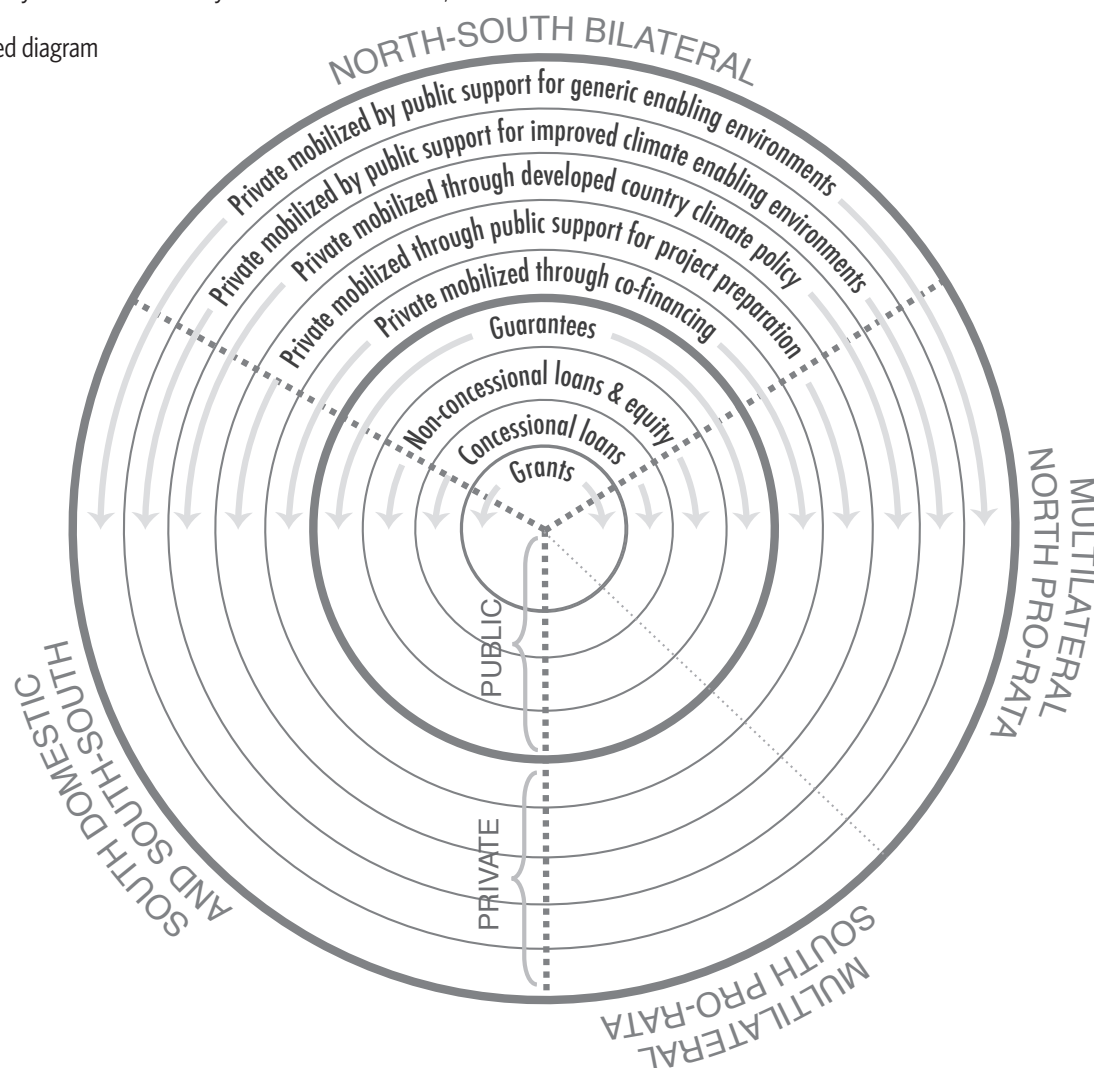 ed diagram
NORTH-SOUTH BILATERAL
Private mobilized by public support for generic enabling environments
Private mobilized by public support for improved climate enabling environments
Private mobilized through developed country climate policy
Private mobilized through public support for project preparation
Private mobilized through co-financing
Guarantees
Non-concessional loans & equity
Concessional loans
Grants
MULTILATERAL
NORTH PRO-RATA
PUBLIC
PRIVATE
SOUTH DOMESTIC
AND SOUTH-SOUTH
MULTILATERAL
SOUTH PRO-RATA